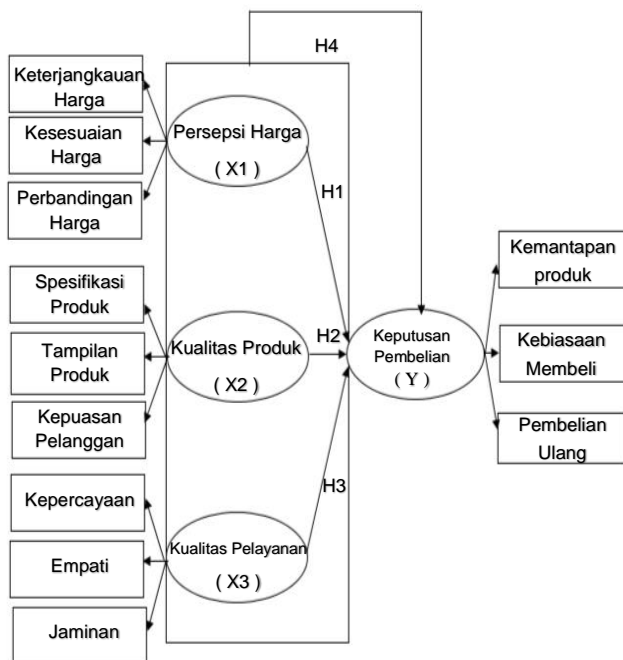 H4
Keterjangkauan
Harga
Kesesuaian
Harga
Perbandingan
Harga
Persepsi Harga
( X1 )
H1
Spesifikasi
Produk
Tampilan
Produk
Kepuasan
Pelanggan
Kualitas Produk
( X2 )
H2
Keputusan
Pembelian
( Y )
Kemantapan
produk
Kebiasaan
Membeli
Pembelian
Ulang
Kepercayaan
Empati
Jaminan
Kualitas Pelayanan
( X3 )
H3